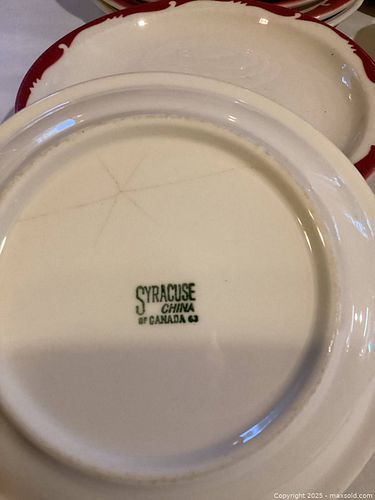 SYRACUSE
CHINA
OF CANADA 63
Copyright © 2025 - maxsold.com